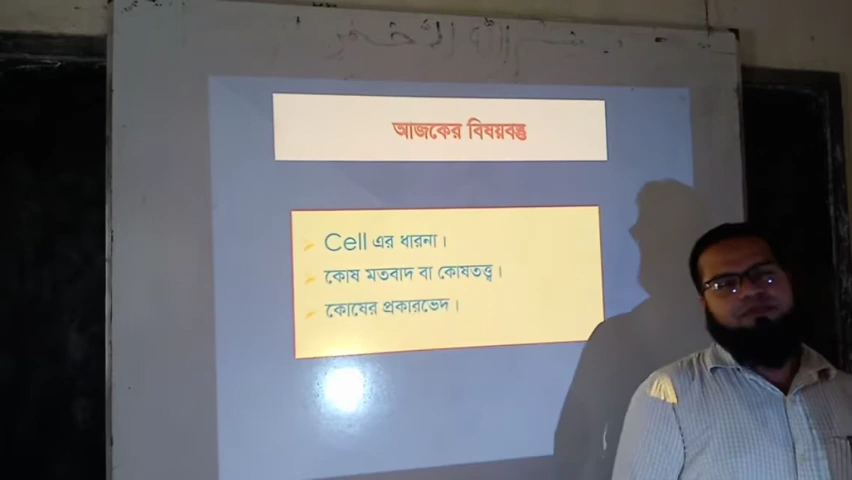 আজকের বিষয়বস্তু
Cell এর ধারনা।
কোষ মতবাদ বা কোষতত্ত্ব।
কোষের প্রকারভেদ।